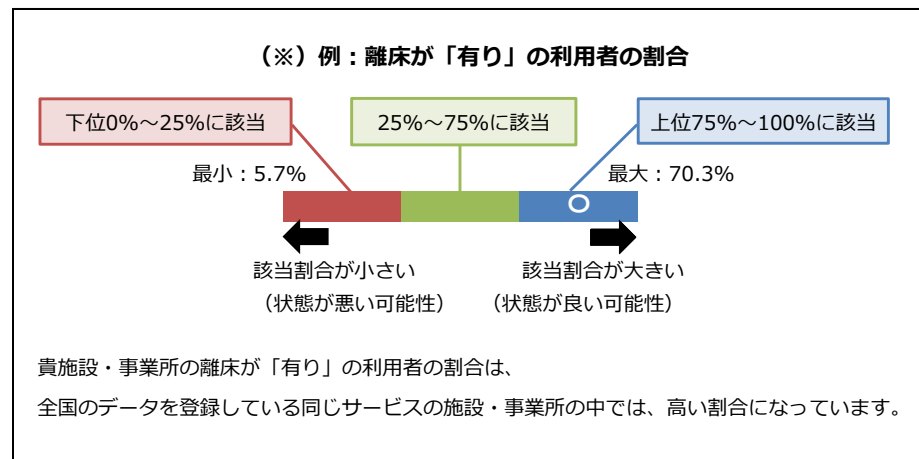 （※）例：離床が「有り」の利用者の割合
下位0%～25%に該当
25%～75%に該当
上位75%～100%に該当
最小：5.7%
最大：70.3%
該当割合が小さい
（状態が悪い可能性）
該当割合が大きい
（状態が良い可能性）
貴施設・事業所の離床が「有り」の利用者の割合は、
全国のデータを登録している同じサービスの施設・事業所の中では、高い割合になっています。